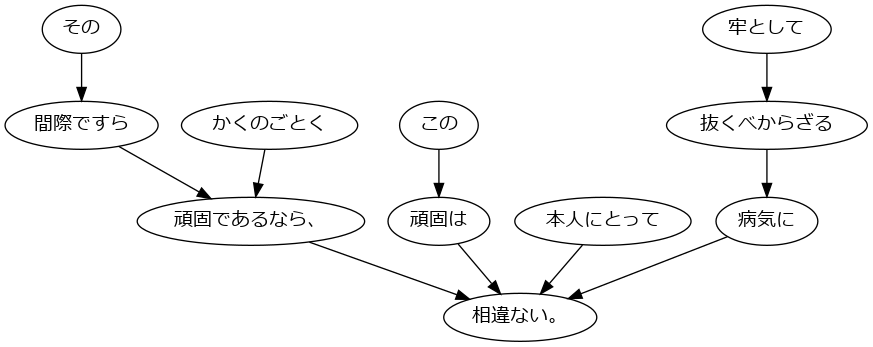 その
牢として
間際ですら
かくのごとく
この
抜くべからざる
頑固であるなら、
頑固は
本人にとって
病気に
相違ない。